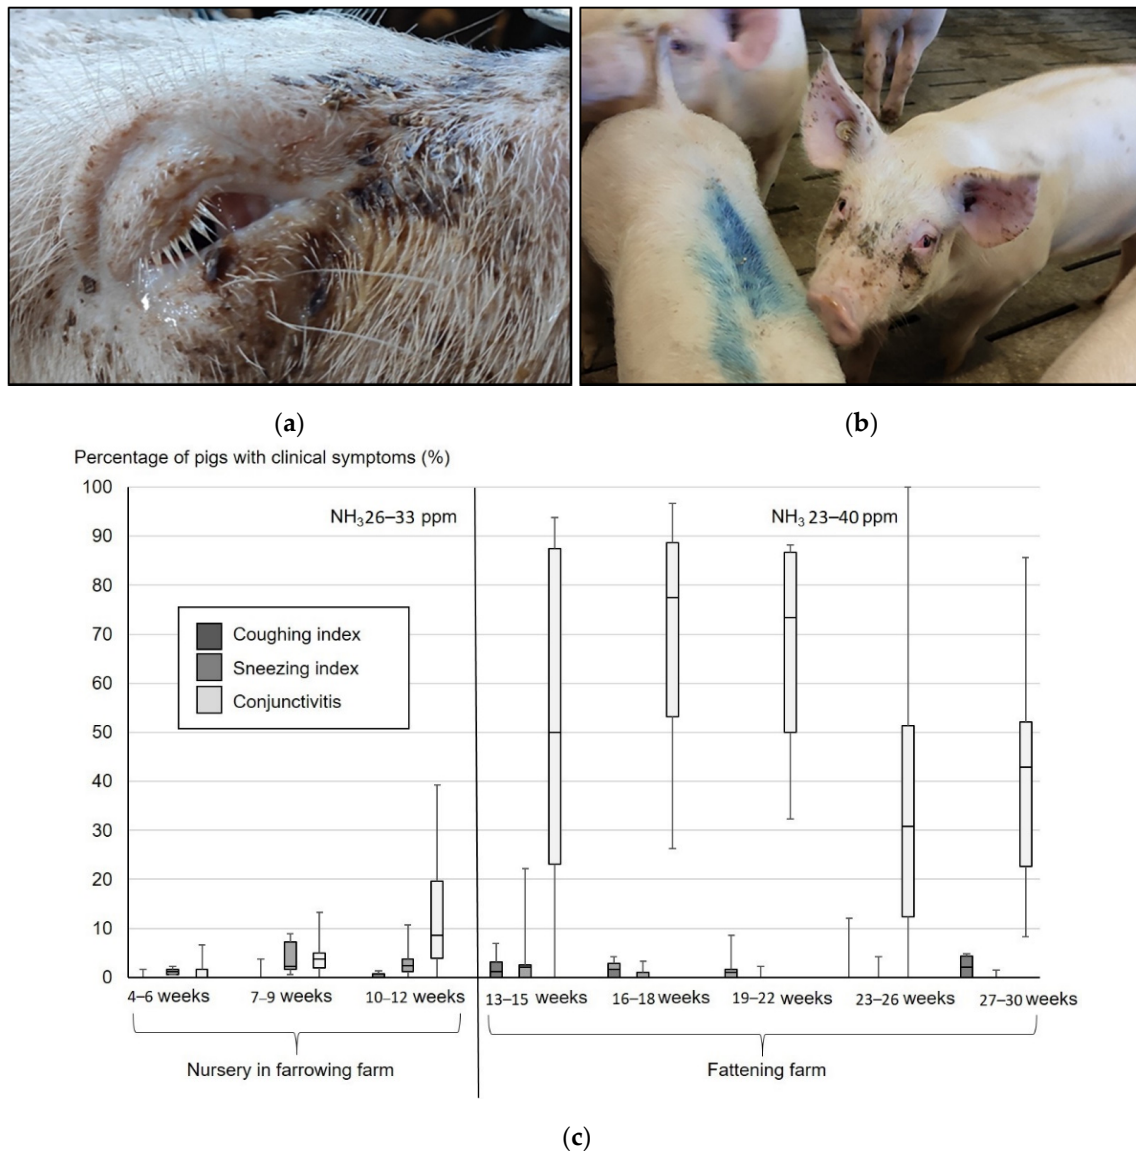 (a)
(b)
Percentage of pigs with clinical symptoms (%)
100
90
80
70
60
50
40
30
20
10
0
NH₃26–33 ppm
NH₃ 23–40 ppm
Coughing index
Sneezing index
Conjunctivitis
4–6 weeks
7–9 weeks
10–12 weeks
13–15 weeks
16–18 weeks
19–22 weeks
23–26 weeks
27–30 weeks
Nursery in farrowing farm
Fattening farm
(c)